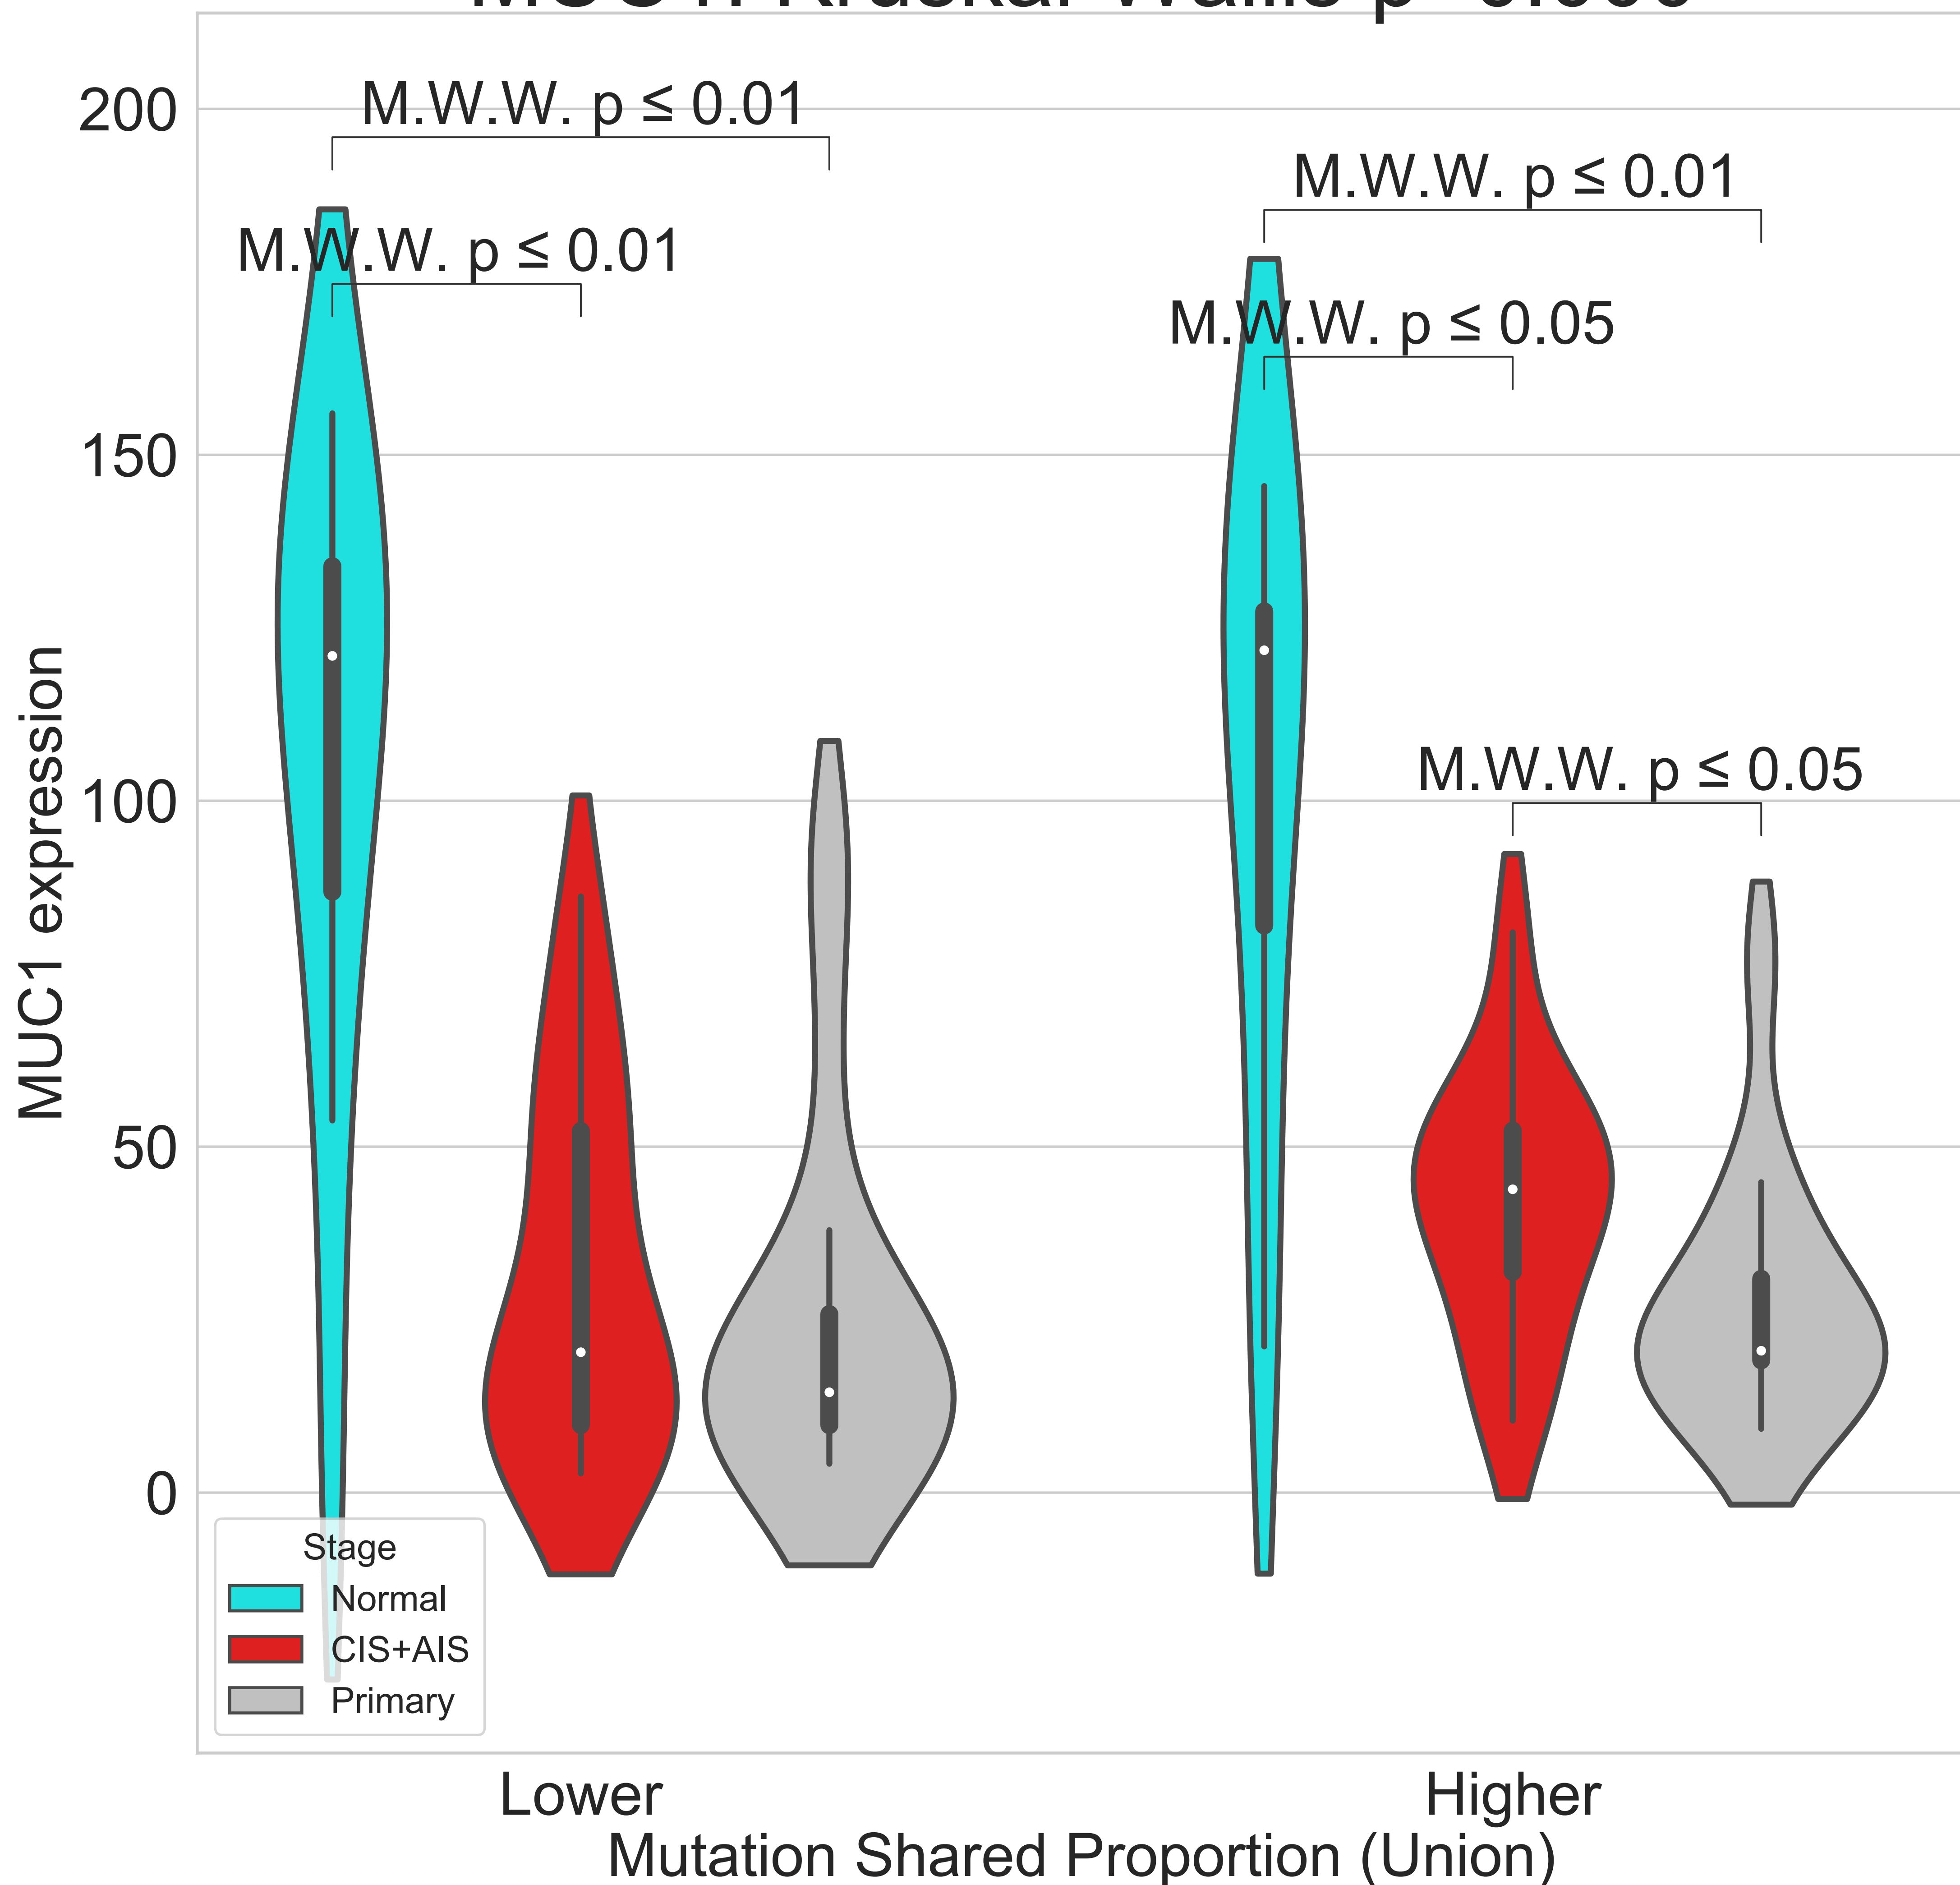 200
150
100
50
0
MUC1 expression
M.W.W. p ≤ 0.01
M.W.W. p ≤ 0.01
M.W.W. p ≤ 0.01
M.W.W. p ≤ 0.05
M.W.W. p ≤ 0.05
Stage
Normal
CIS+AIS
Primary
Lower
Higher
Mutation Shared Proportion (Union)